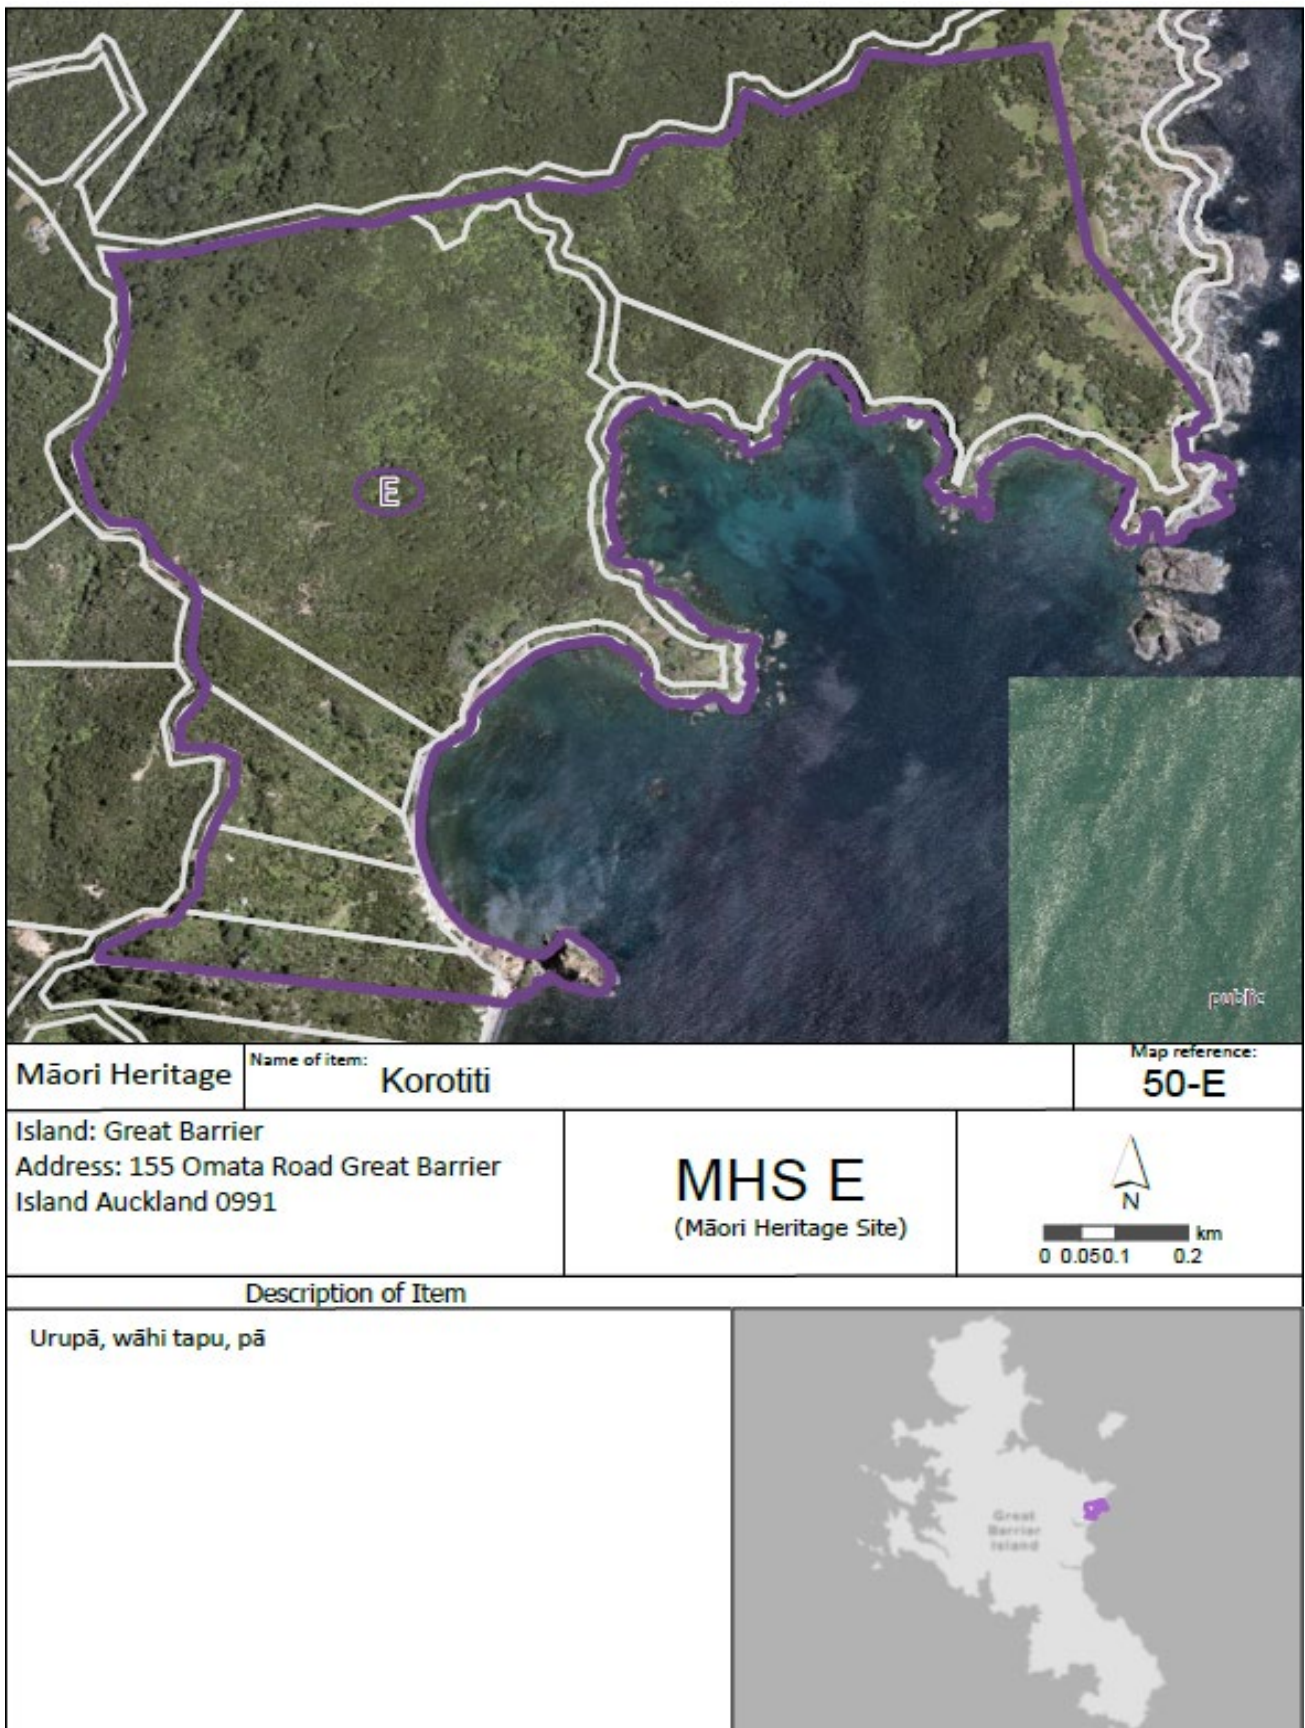 E
public
Māori Heritage
Name of item:
Korotiti
Map reference:
50-E
Island: Great Barrier
Address: 155 Omata Road Great Barrier
Island Auckland 0991
MHS E
(Māori Heritage Site)
N
km
0 0.050.1 0.2
Description of Item
Urupā, wāhi tapu, pā
Great
Barrier
Island